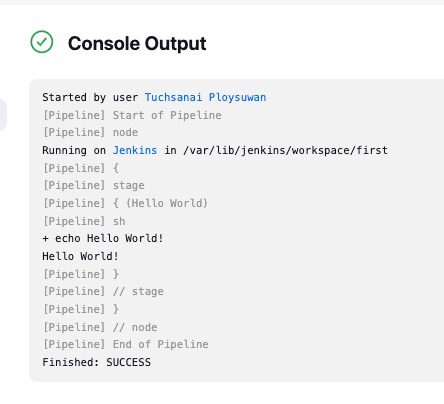 Console Output
Started by user Tuchsanai Ploysuwan
[Pipeline] Start of Pipeline
[Pipeline] node
Running on Jenkins in /var/lib/jenkins/workspace/first
[Pipeline] {
[Pipeline] stage
[Pipeline] { (Hello World)
[Pipeline] sh
+ echo Hello World!
Hello World!
[Pipeline] }
[Pipeline] // stage
[Pipeline] }
[Pipeline] // node
[Pipeline] End of Pipeline
Finished: SUCCESS